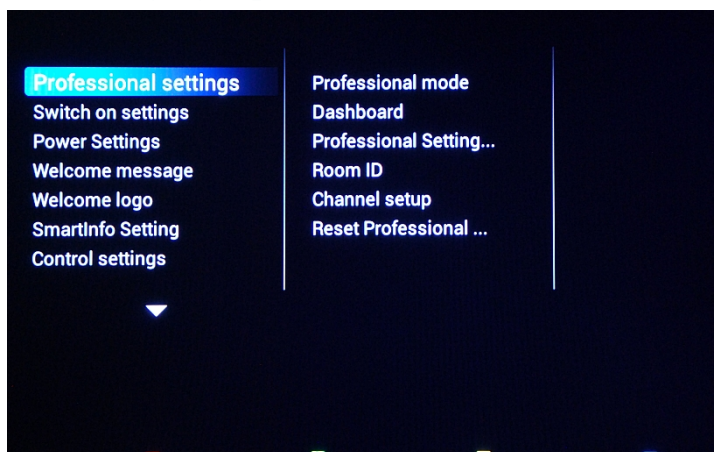 Professional settings
Switch on settings
Power Settings
Welcome message
Welcome logo
SmartInfo Setting
Control settings
Professional mode
Dashboard
Professional Setting...
Room ID
Channel setup
Reset Professional ...